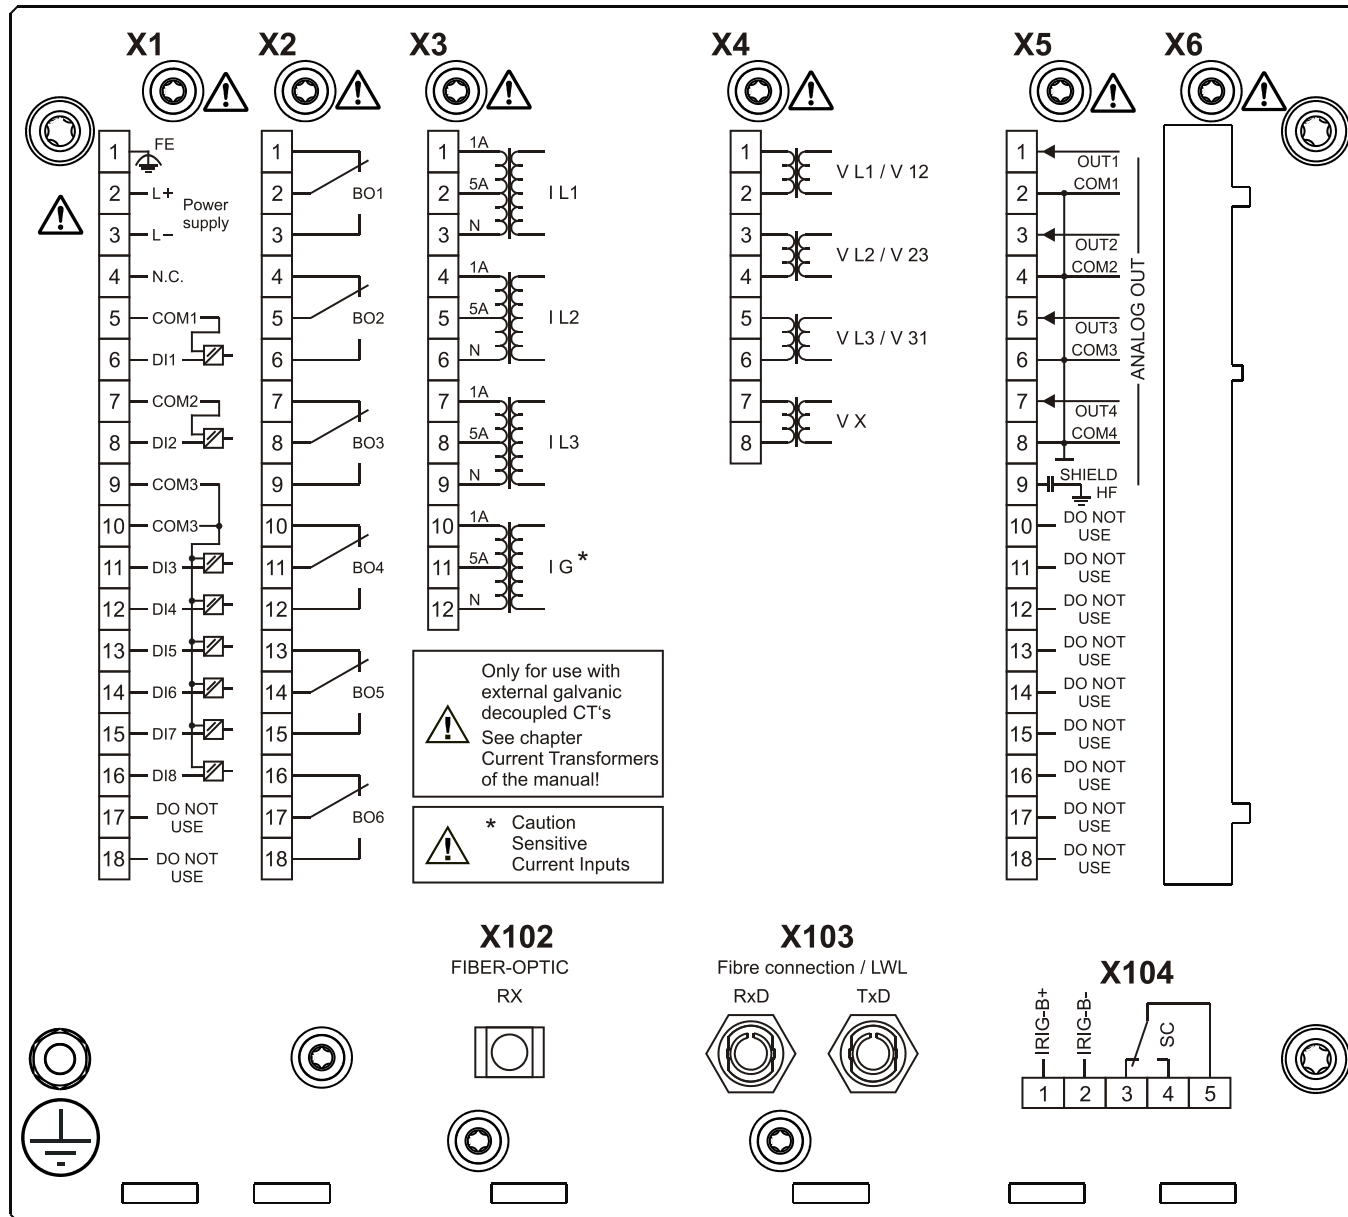 X1 X2 X3 X4 X5 X6
1 FE
2 L+
Power
supply
3 L−
4 N.C.
5 COM1
6 DI1
7 COM2
8 DI2
9 COM3
10 COM3
11 DI3
12 DI4
13 DI5
14 DI6
15 DI7
16 DI8
17 DO NOT
USE
18 DO NOT
USE
1
2 BO1
3
4
5 BO2
6
7
8 BO3
9
10
11 BO4
12
13
14 BO5
15
16
17 BO6
18
1 1A
2 5A I L1
3 N
4 1A
5 5A I L2
6 N
7 1A
8 5A I L3
9 N
10 1A
11 5A I G *
12 N
Only for use with
external galvanic
decoupled CT‘s
See chapter
Current Transformers
of the manual!
* Caution
Sensitive
Current Inputs
1
V L1 / V 12
2
3
V L2 / V 23
4
5
V L3 / V 31
6
7
V X
8
1 OUT1
2 COM1
3 OUT2
4 COM2
5 OUT3
6 COM3
7 OUT4
8 COM4
ANALOG OUT
9 SHIELD
HF
10 DO NOT
USE
11 DO NOT
USE
12 DO NOT
USE
13 DO NOT
USE
14 DO NOT
USE
15 DO NOT
USE
16 DO NOT
USE
17 DO NOT
USE
18 DO NOT
USE
X102
FIBER-OPTIC
RX
X103
Fibre connection / LWL
RxD TxD
X104
IRIG-B+
IRIG-B-
SC
1 2 3 4 5